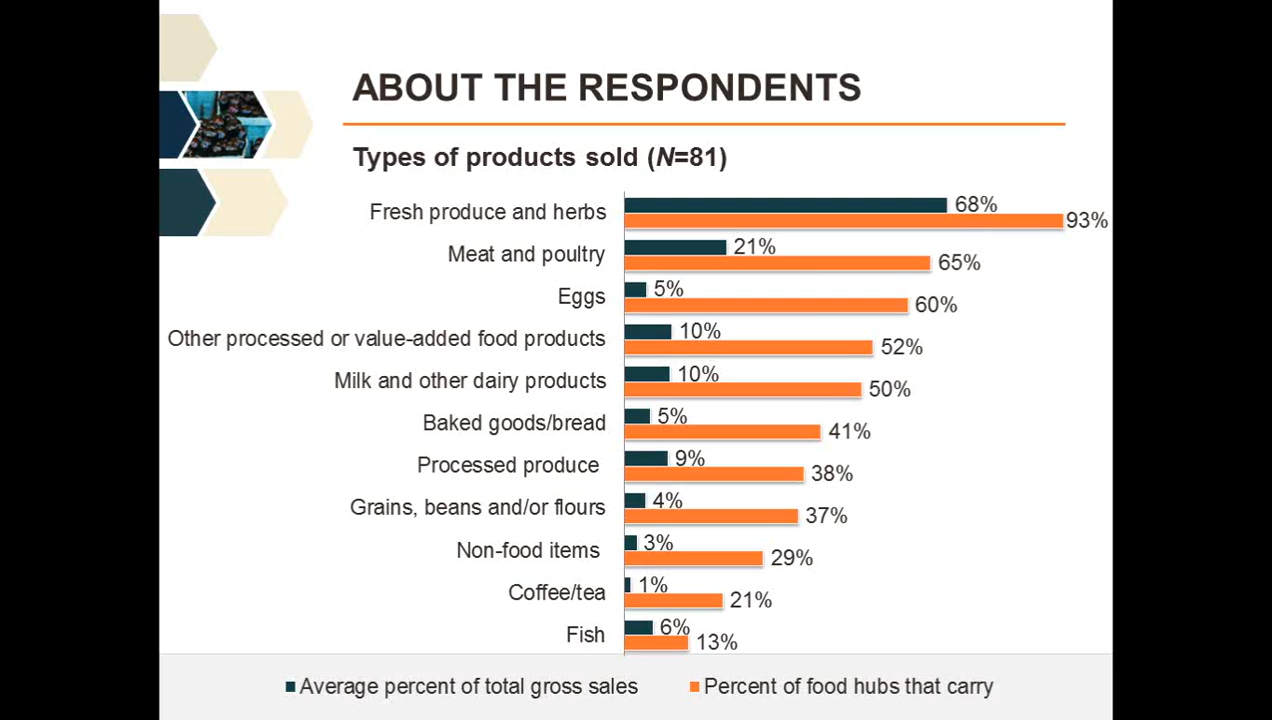 ABOUT THE RESPONDENTS
Types of products sold (N=81)
Fresh produce and herbs 68% 93%
Meat and poultry 21% 65%
Eggs 5% 60%
Other processed or value-added food products 10% 52%
Milk and other dairy products 10% 50%
Baked goods/bread 5% 41%
Processed produce 9% 38%
Grains, beans and/or flours 4% 37%
Non-food items 3% 29%
Coffee/tea 1% 21%
Fish 6% 13%
Average percent of total gross sales Percent of food hubs that carry